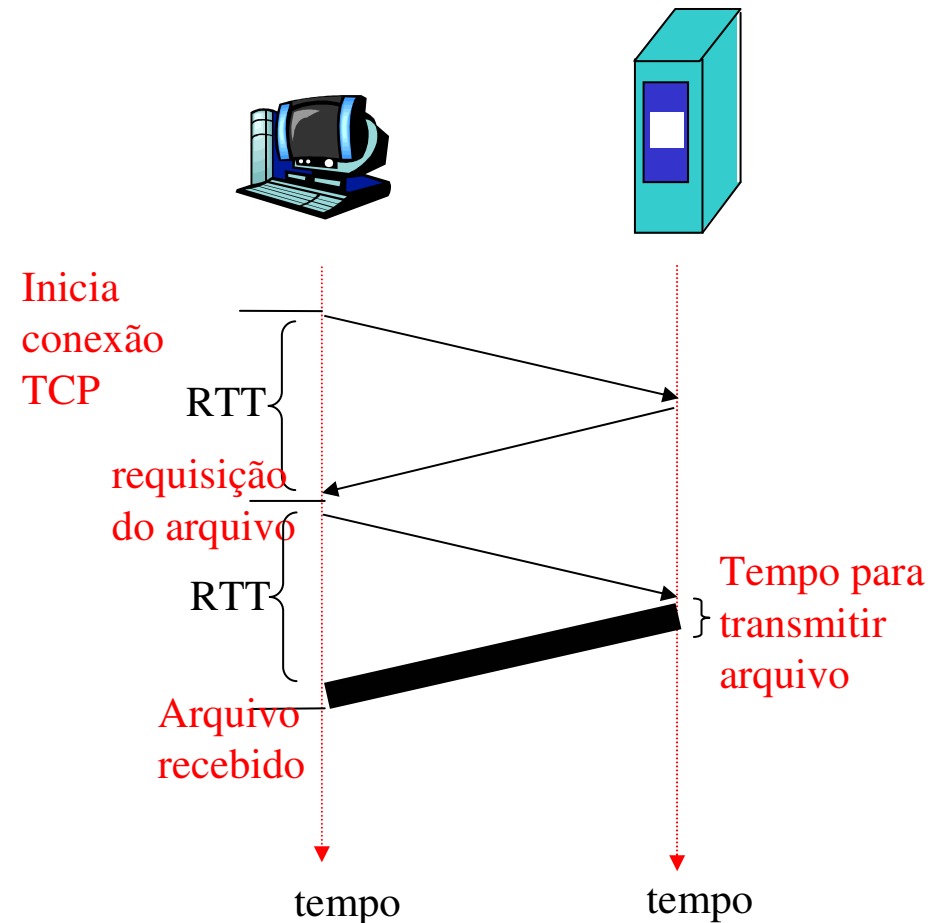 Inicia
conexão
TCP
RTT
requisição
do arquivo
RTT
Tempo para
transmitir
arquivo
Arquivo
recebido
tempo
tempo